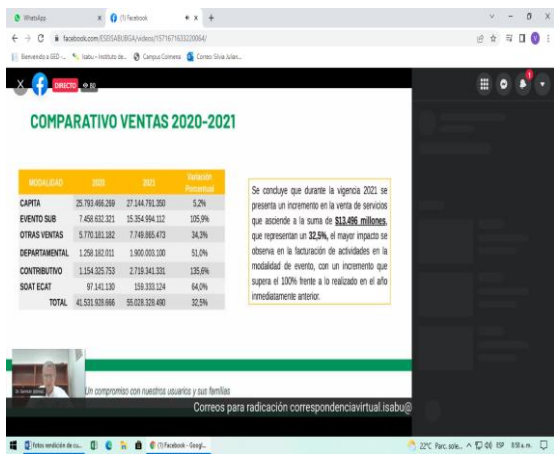 WhatsApp
(1) Facebook
facebook.com/ESEISABUBGA/videos/1571671633220064/
Bienvenido a GED -...
Isabu – Instituto de...
Campus Colmena
Correo: Silvia Julian...
DIRECTO
80
COMPARATIVO VENTAS 2020-2021
MODALIDAD 2020 2021 Variación
Porcentual
CAPITA 25.793.466.269 27.144.791.350 5,2%
EVENTO SUB 7.458.632.321 15.354.994.112 105,9%
OTRAS VENTAS 5.770.181.182 7.749.865.473 34,3%
DEPARTAMENTAL 1.258.182.011 1.900.003.100 51,0%
CONTRIBUTIVO 1.154.325.753 2.719.341.331 135,6%
SOAT ECAT 97.141.130 159.333.124 64,0%
TOTAL 41.531.928.666 55.028.328.490 32,5%
Se concluye que durante la vigencia 2021 se
presenta un incremento en la venta de servicios
que asciende a la suma de $13.496 millones,
que representan un 32,5%, el mayor impacto se
observa en la facturación de actividades en la
modalidad de evento, con un incremento que
supera el 100% frente a lo realizado en el año
inmediatamente anterior.
Un compromiso con nuestros usuarios y sus familias
Correos para radicación correspondenciavirtual.isabu@
fotos rendición de cu...
(1) Facebook - Googl...
22°C Parc. sole...
ESP
8:58 a. m.